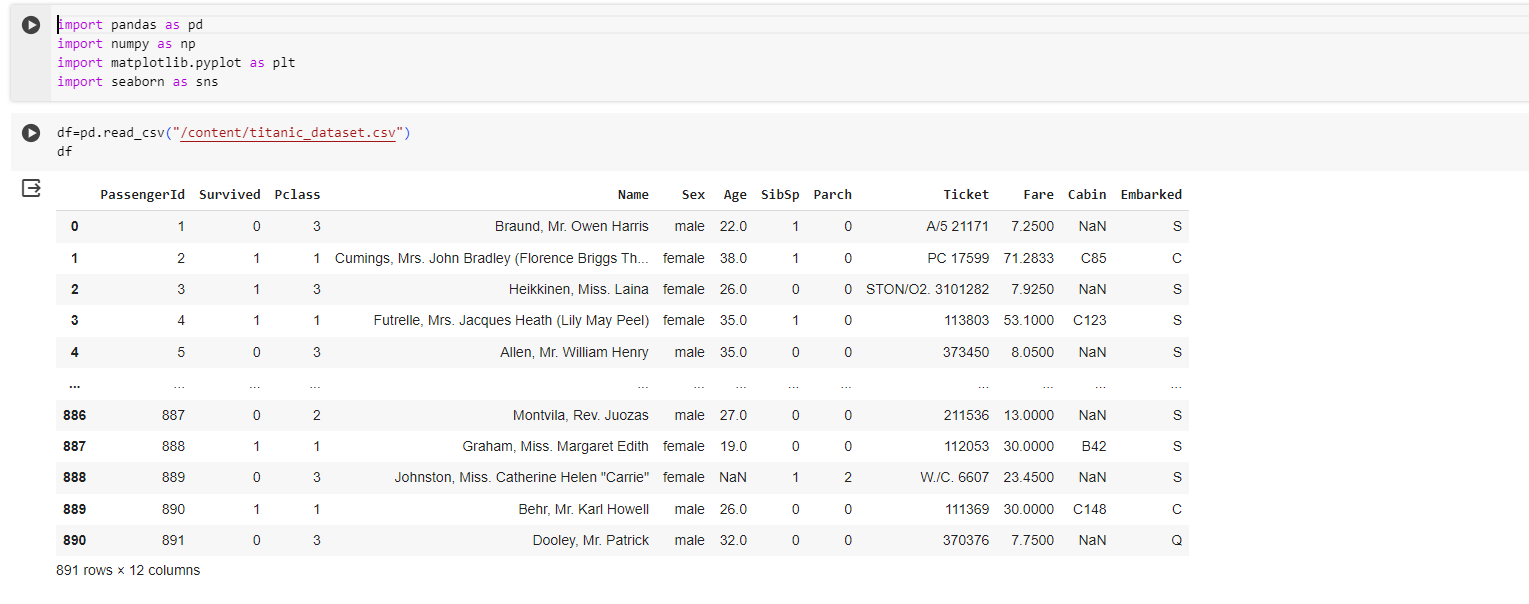 import pandas as pd
import numpy as np
import matplotlib.pyplot as plt
import seaborn as sns
df=pd.read_csv("/content/titanic_dataset.csv")
df
PassengerId Survived Pclass Name Sex Age SibSp Parch Ticket Fare Cabin Embarked
0 1 0 3 Braund, Mr. Owen Harris male 22.0 1 0 A/5 21171 7.2500 NaN S
1 2 1 1 Cumings, Mrs. John Bradley (Florence Briggs Th... female 38.0 1 0 PC 17599 71.2833 C85 C
2 3 1 3 Heikkinen, Miss. Laina female 26.0 0 0 STON/O2. 3101282 7.9250 NaN S
3 4 1 1 Futrelle, Mrs. Jacques Heath (Lily May Peel) female 35.0 1 0 113803 53.1000 C123 S
4 5 0 3 Allen, Mr. William Henry male 35.0 0 0 373450 8.0500 NaN S
... ... ... ... ... ... ... ... ... ... ... ... ...
886 887 0 2 Montvila, Rev. Juozas male 27.0 0 0 211536 13.0000 NaN S
887 888 1 1 Graham, Miss. Margaret Edith female 19.0 0 0 112053 30.0000 B42 S
888 889 0 3 Johnston, Miss. Catherine Helen "Carrie" female NaN 1 2 W./C. 6607 23.4500 NaN S
889 890 1 1 Behr, Mr. Karl Howell male 26.0 0 0 111369 30.0000 C148 C
890 891 0 3 Dooley, Mr. Patrick male 32.0 0 0 370376 7.7500 NaN Q
891 rows × 12 columns